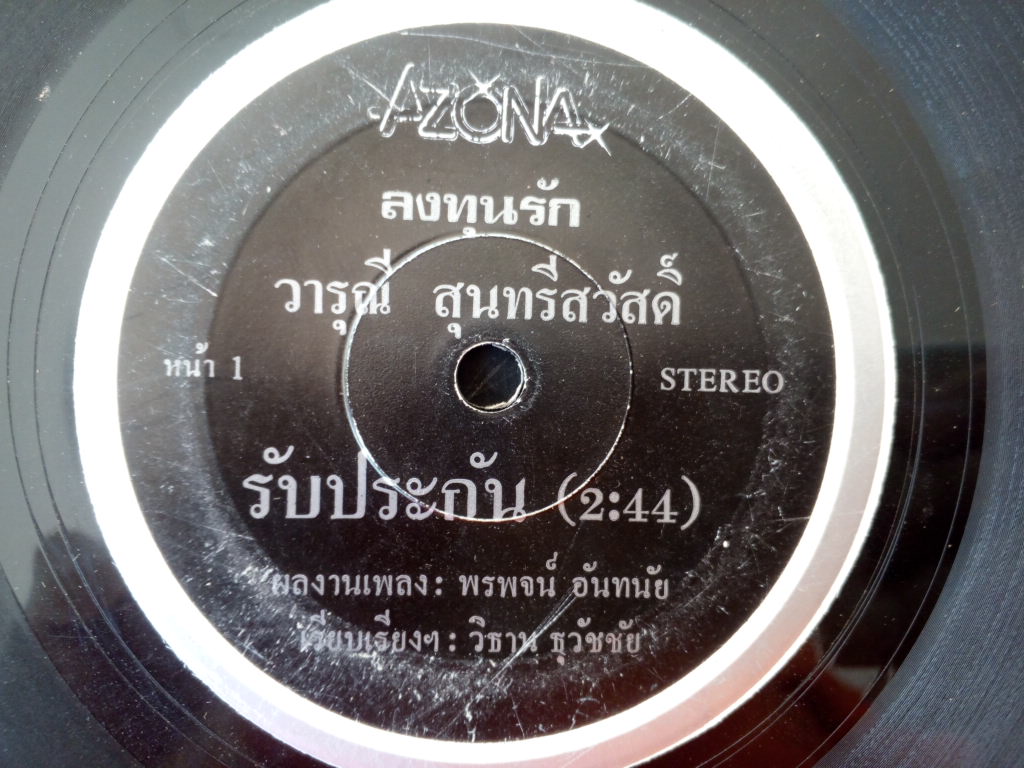 AZONA
ลงทุนรัก
วารุณี สุนทรีสวัสดิ์
หน้า 1
STEREO
รับประกัน (2:44)
ผลงานเพลง : พรพจน์ อันทนัย
เรียบเรียงฯ : วิธาน ธุวัชชัย